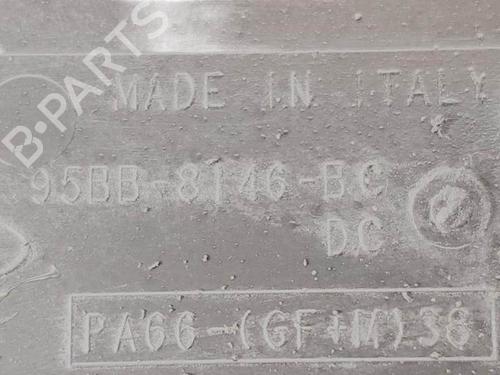 B-PARTS
MADE IN ITALY
95BB-8146-BC
DC
PA66-(GF+M)38